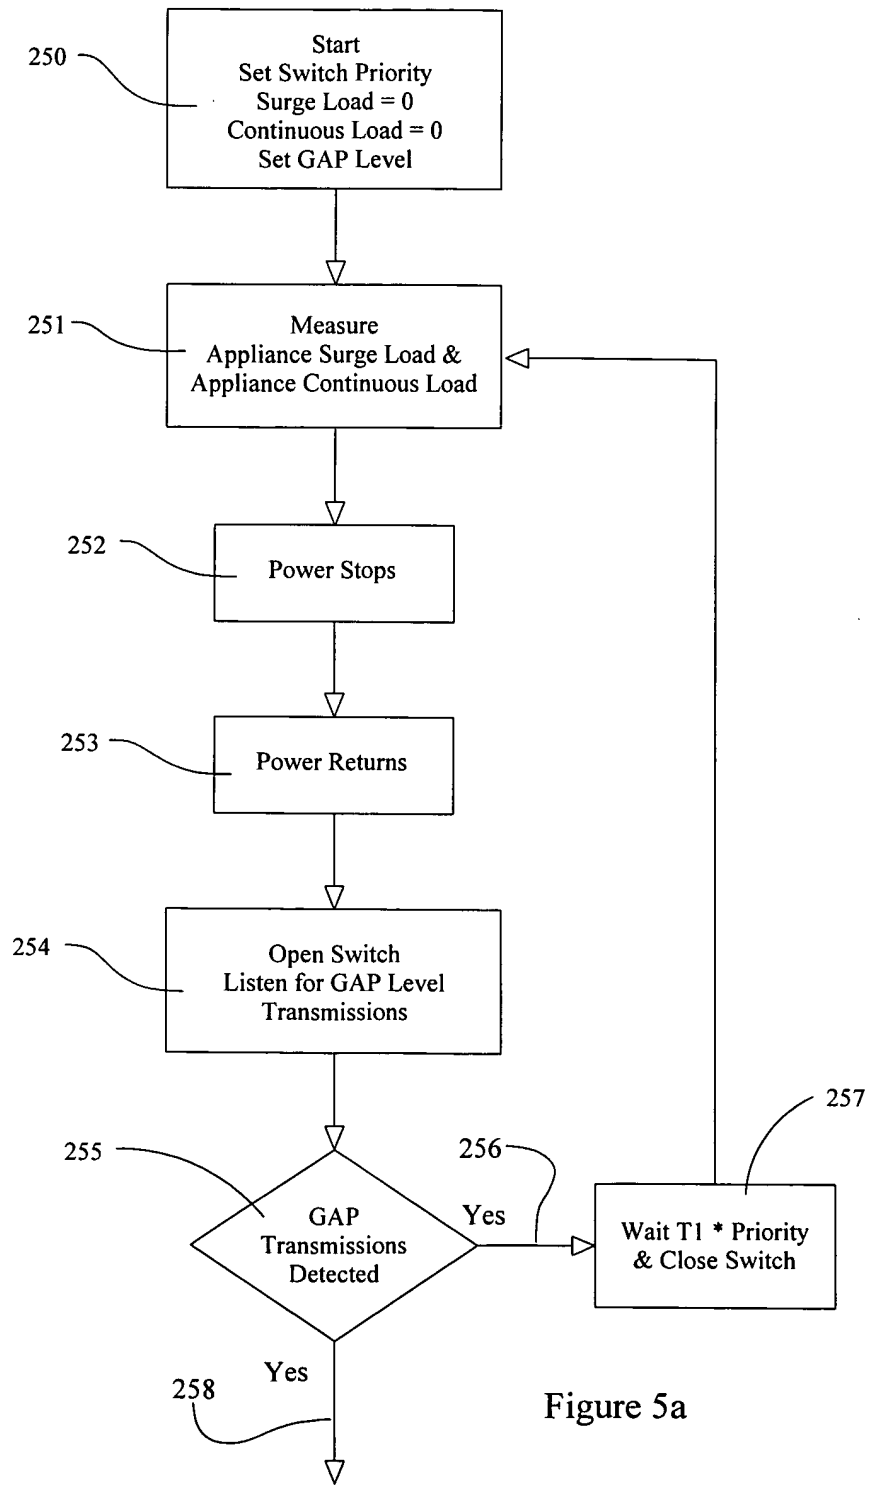 250
Start
Set Switch Priority
Surge Load = 0
Continuous Load = 0
Set GAP Level
251
Measure
Appliance Surge Load &
Appliance Continuous Load
252
Power Stops
253
Power Returns
254
Open Switch
Listen for GAP Level
Transmissions
255
GAP
Transmissions
Detected
256
Yes
257
Wait T1 * Priority
& Close Switch
Yes
258
Figure 5a